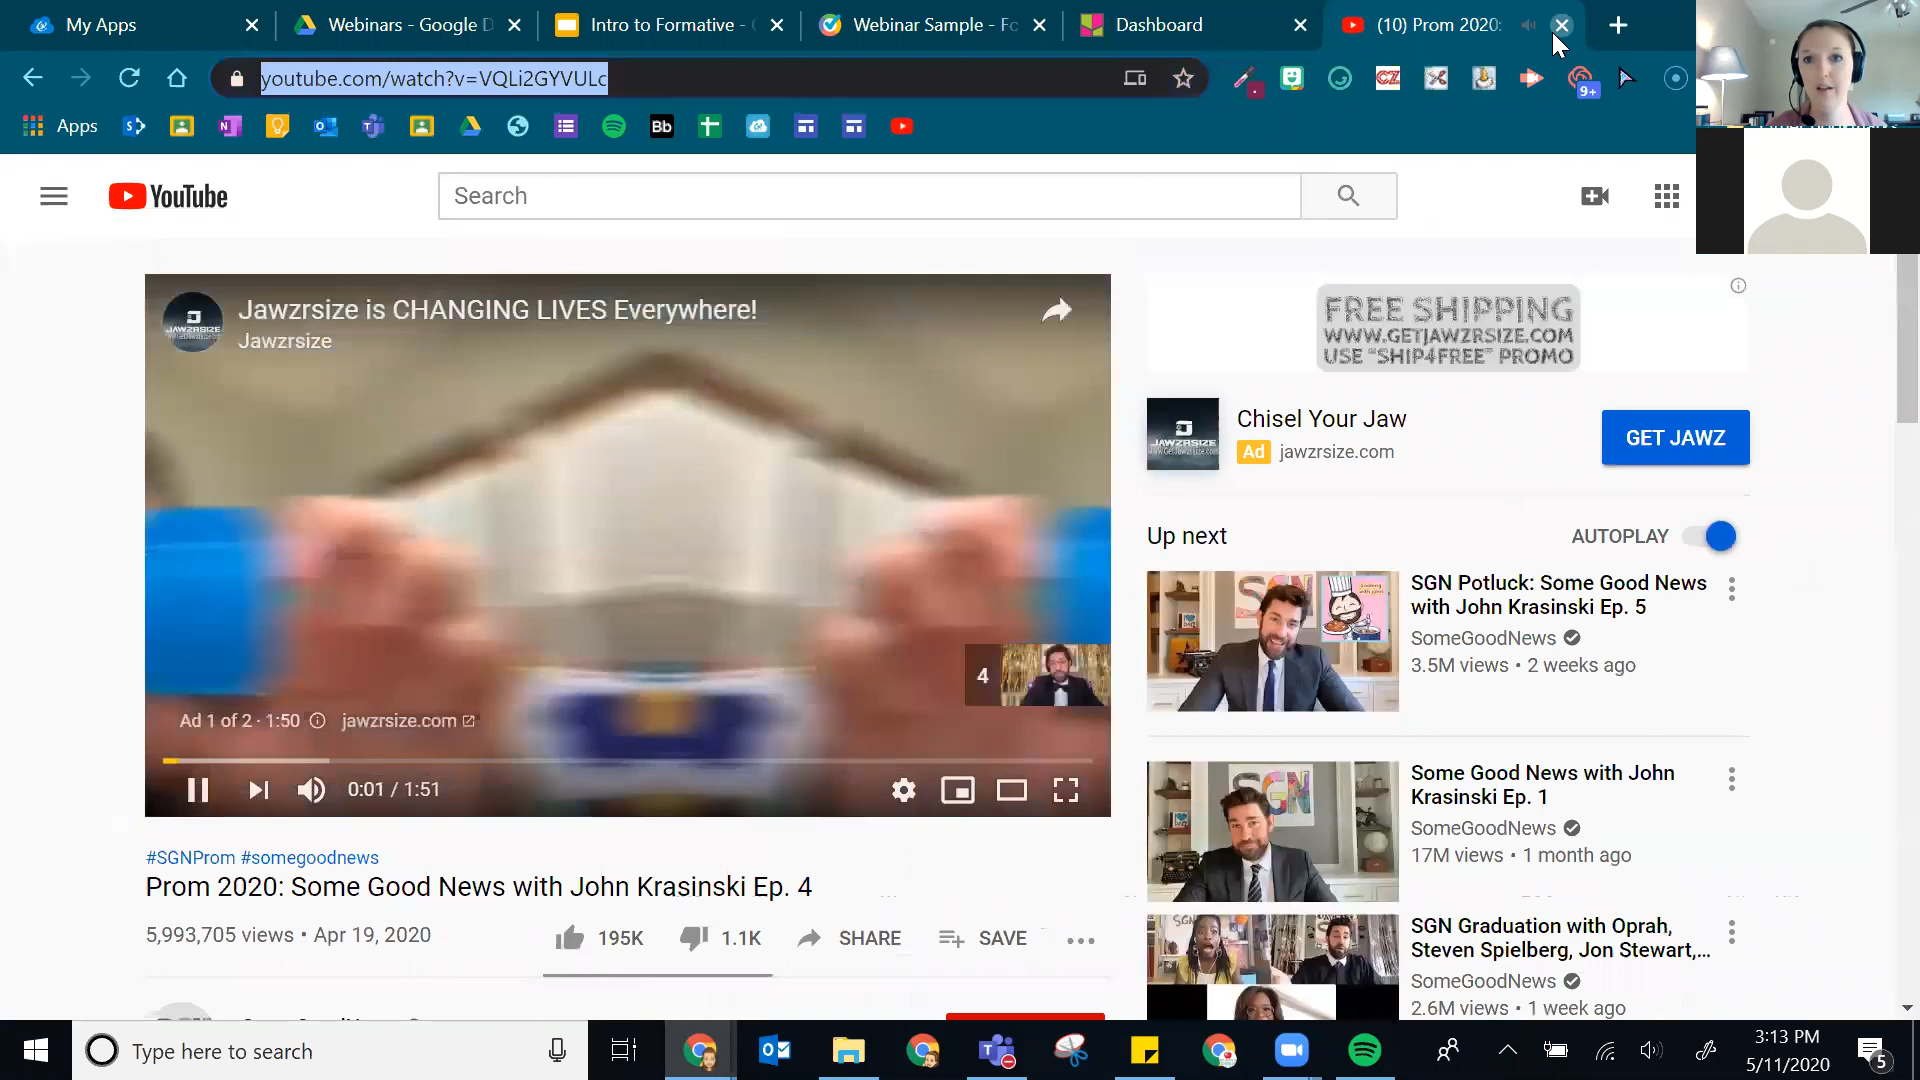 My Apps
Webinars - Google D
Intro to Formative -
Webinar Sample - Fo
Dashboard
(10) Prom 2020:
youtube.com/watch?v=VQLi2GYVULc
9+
Apps
Bb
YouTube
Search
Jawzrsize is CHANGING LIVES Everywhere!
Jawzrsize
JAWZRSIZE
4
Ad 1 of 2 · 1:50
jawzrsize.com
0:01 / 1:51
#SGNProm #somegoodnews
Prom 2020: Some Good News with John Krasinski Ep. 4
5,993,705 views • Apr 19, 2020
195K
1.1K
SHARE
SAVE
FREE SHIPPING
WWW.GETJAWZRSIZE.COM
USE "SHIP4FREE" PROMO
JAWZRSIZE
Chisel Your Jaw
Ad jawzrsize.com
GET JAWZ
Up next
AUTOPLAY
SGN Potluck: Some Good News
with John Krasinski Ep. 5
SomeGoodNews
3.5M views • 2 weeks ago
Some Good News with John
Krasinski Ep. 1
SomeGoodNews
17M views • 1 month ago
SGN Graduation with Oprah,
Steven Spielberg, Jon Stewart,...
SomeGoodNews
2.6M views • 1 week ago
Type here to search
3:13 PM
5/11/2020
5